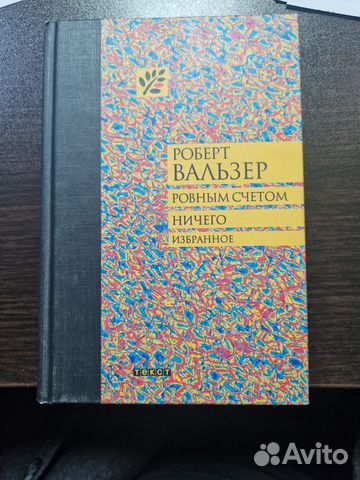 РОБЕРТ
ВАЛЬЗЕР
РОВНЫМ СЧЕТОМ
НИЧЕГО
ИЗБРАННОЕ
текст
Avito